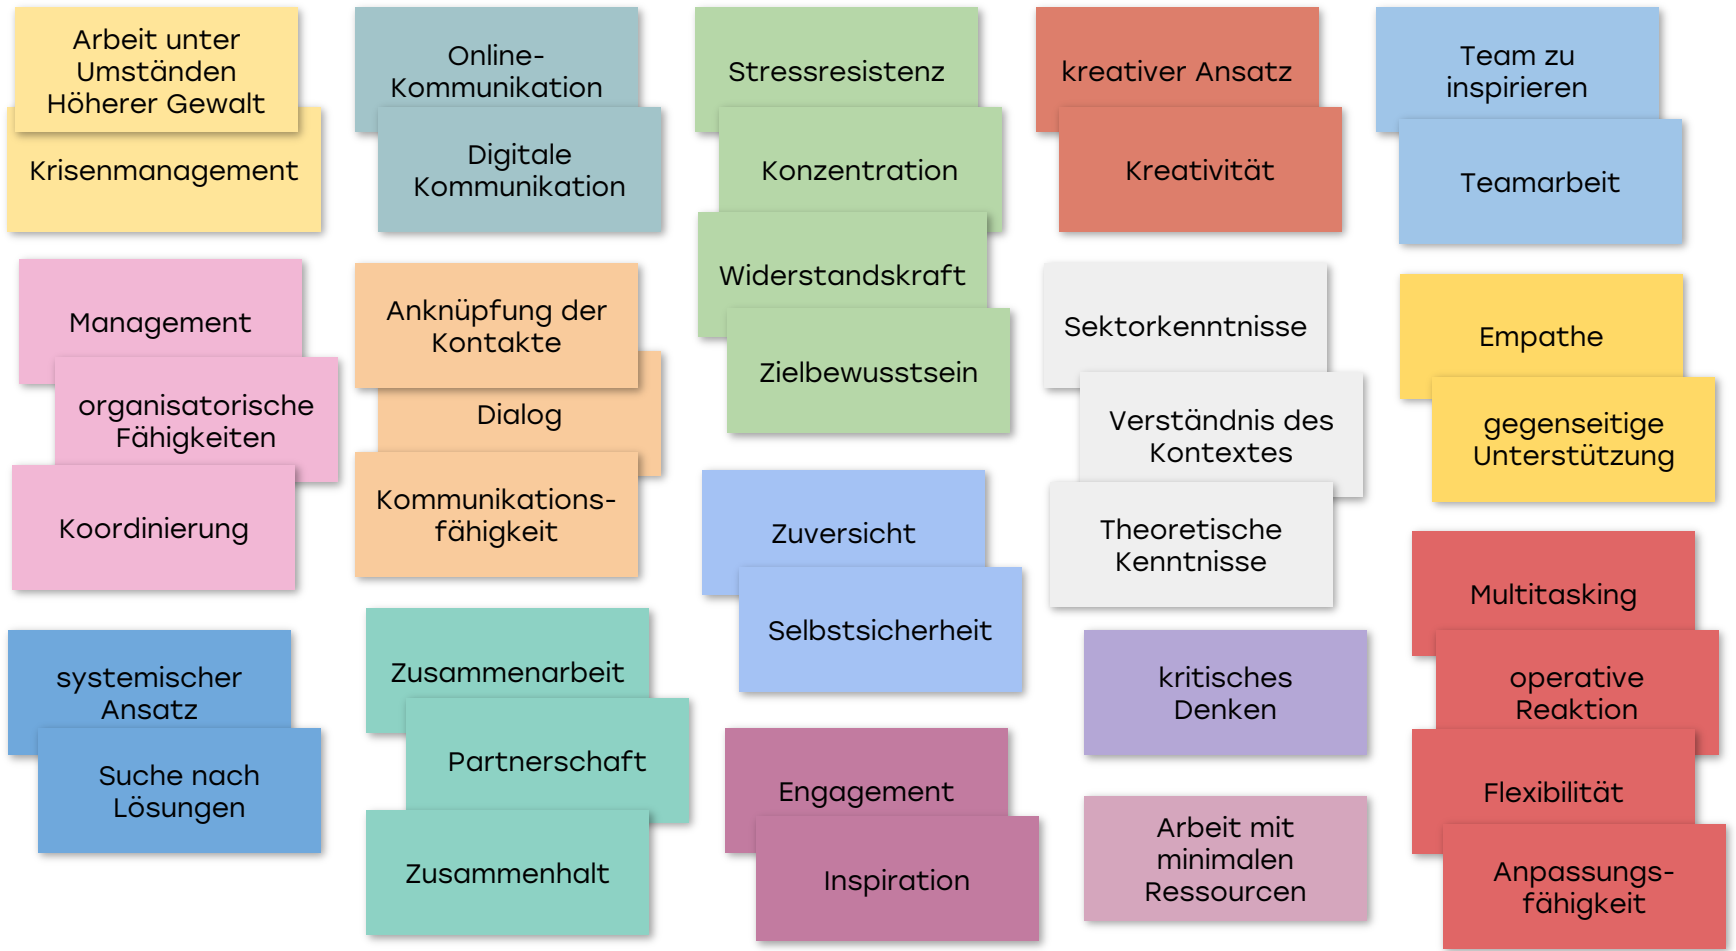 Arbeit unter
Umständen
Höherer Gewalt
Krisenmanagement
Online-
Kommunikation
Digitale
Kommunikation
Stressresistenz
Konzentration
Widerstandskraft
Zielbewusstsein
kreativer Ansatz
Kreativität
Team zu
inspirieren
Teamarbeit
Management
organisatorische
Fähigkeiten
Koordinierung
Anknüpfung der
Kontakte
Dialog
Kommunikations-
fähigkeit
Zuversicht
Selbstsicherheit
Sektorkenntnisse
Verständnis des
Kontextes
Theoretische
Kenntnisse
Empathe
gegenseitige
Unterstützung
systemischer
Ansatz
Suche nach
Lösungen
Zusammenarbeit
Partnerschaft
Zusammenhalt
Engagement
Inspiration
kritisches
Denken
Arbeit mit
minimalen
Ressourcen
Multitasking
operative
Reaktion
Flexibilität
Anpassungs-
fähigkeit